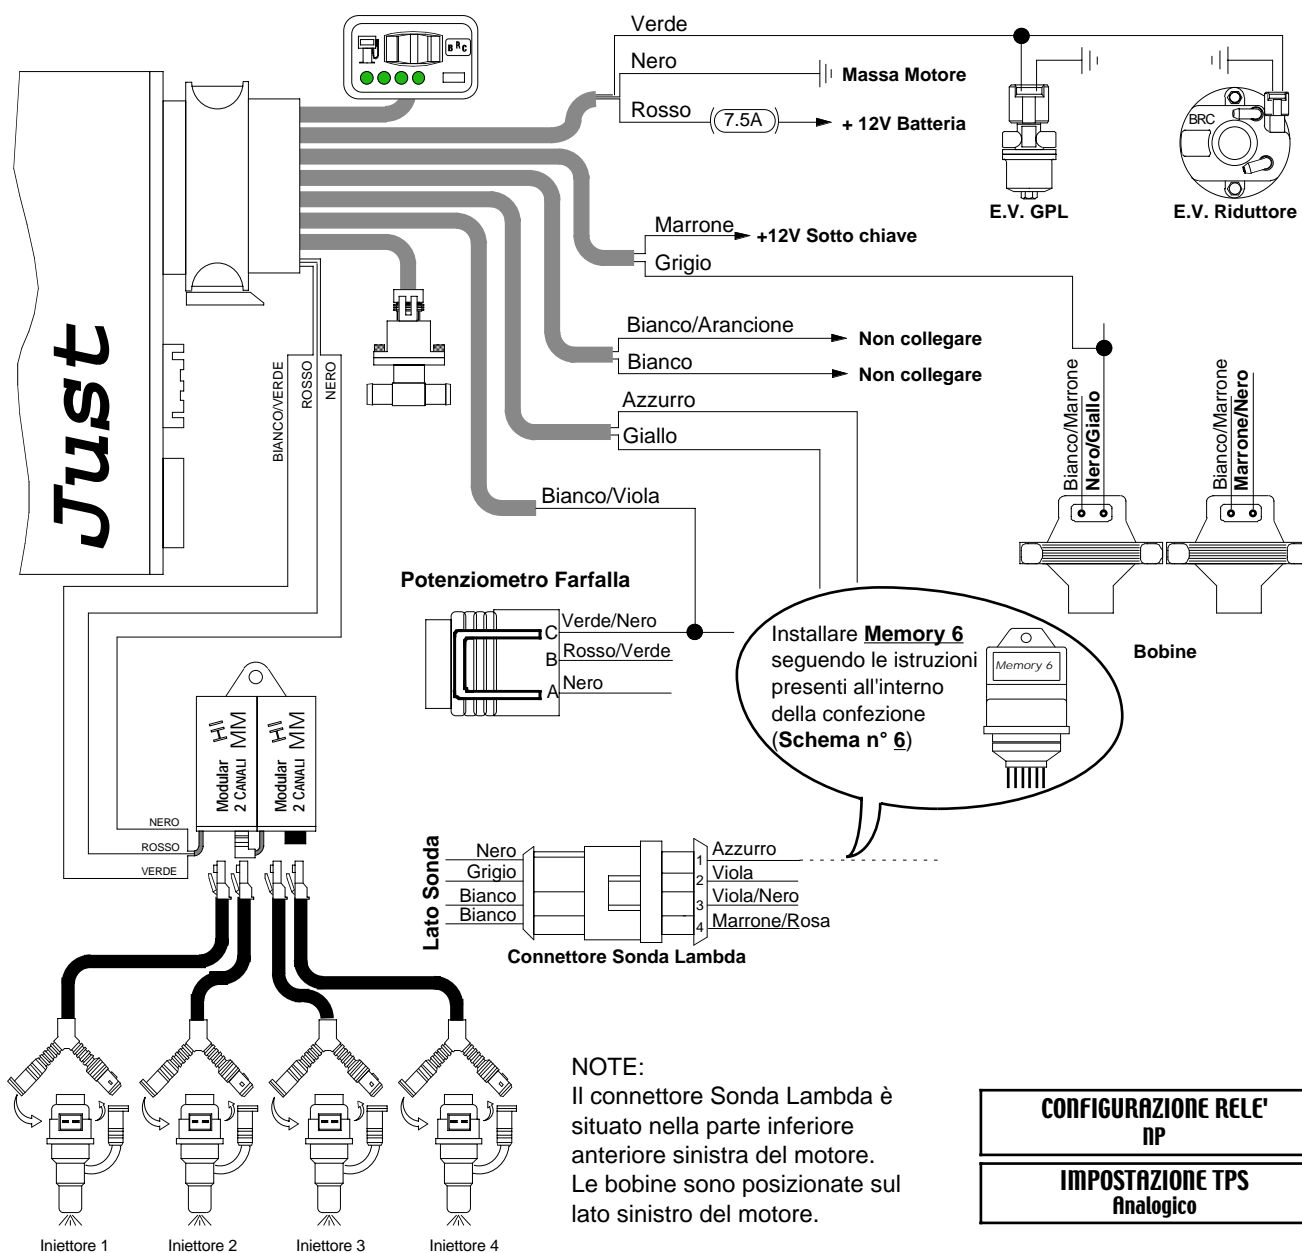 Verde
BRC
Nero
Massa Motore
Rosso
7.5A
+ 12V Batteria
BRC
E.V. GPL
E.V. Riduttore
Marrone
+12V Sotto chiave
Grigio
Just
Bianco/Arancione
Non collegare
Bianco
Non collegare
BIANCO/VERDE
ROSSO
NERO
Azzurro
Giallo
Bianco/Marrone
Nero/Giallo
Bianco/Marrone
Marrone/Nero
Bianco/Viola
Potenziometro Farfalla
C
Verde/Nero
B
Rosso/Verde
A
Nero
Installare Memory 6
seguendo le istruzioni
presenti all'interno
della confezione
(Schema n° 6)
Memory 6
Bobine
Modular HI
2 CANALI MM
Modular HI
2 CANALI MM
NERO
ROSSO
VERDE
Lato Sonda
Nero
Grigio
Bianco
Bianco
1 Azzurro
2 Viola
3 Viola/Nero
4 Marrone/Rosa
Connettore Sonda Lambda
NOTE:
Il connettore Sonda Lambda è
situato nella parte inferiore
anteriore sinistra del motore.
Le bobine sono posizionate sul
lato sinistro del motore.
CONFIGURAZIONE RELE'
NP
IMPOSTAZIONE TPS
Analogico
Iniettore 1
Iniettore 2
Iniettore 3
Iniettore 4